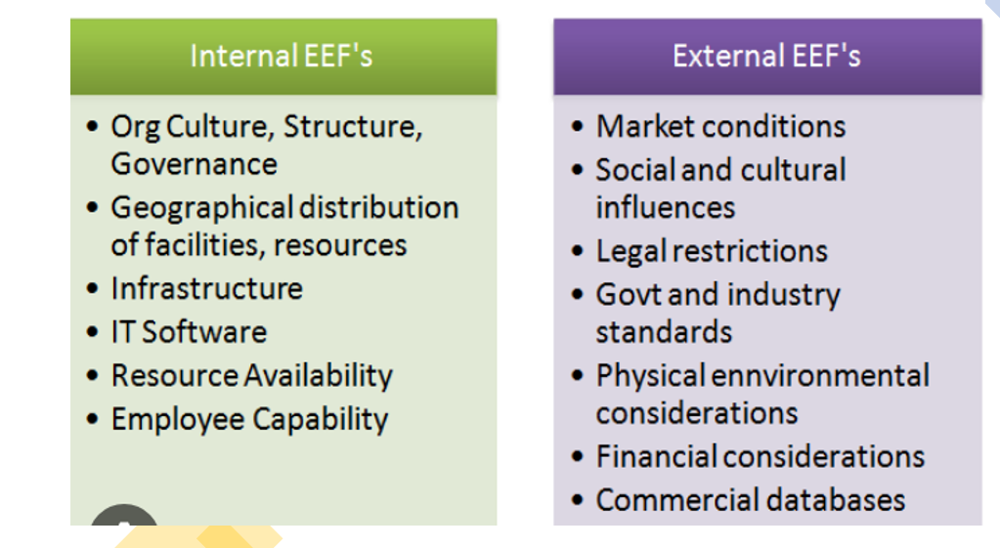 Internal EEF's
• Org Culture, Structure,
Governance
• Geographical distribution
of facilities, resources
• Infrastructure
• IT Software
• Resource Availability
• Employee Capability
External EEF's
• Market conditions
• Social and cultural
influences
• Legal restrictions
• Govt and industry
standards
• Physical ennvironmental
considerations
• Financial considerations
• Commercial databases